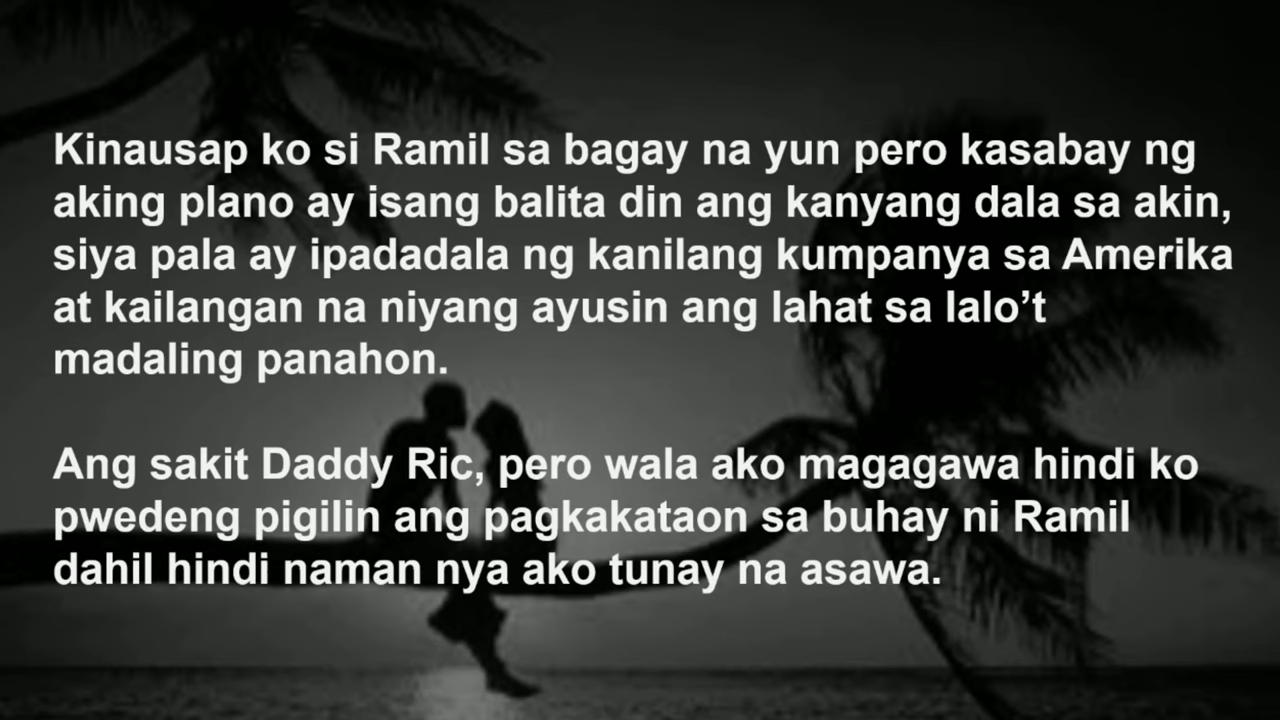 Kinausap ko si Ramil sa bagay na yun pero kasabay ng
aking plano ay isang balita din ang kanyang dala sa akin,
siya pala ay ipadadala ng kanilang kumpanya sa Amerika
at kailangan na niyang ayusin ang lahat sa lalo’t
madaling panahon.
Ang sakit Daddy Ric, pero wala ako magagawa hindi ko
pwedeng pigilin ang pagkakataon sa buhay ni Ramil
dahil hindi naman nya ako tunay na asawa.